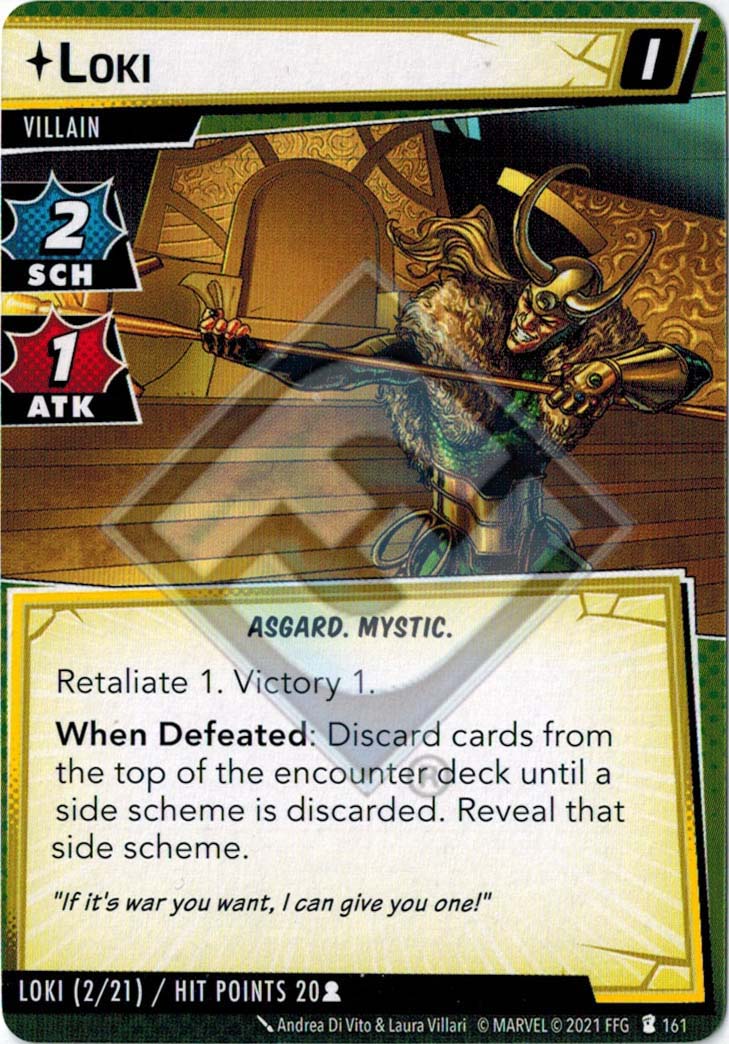 LOKI
I
VILLAIN
2
SCH
1
ATK
ASGARD. MYSTIC.
Retaliate 1. Victory 1.
When Defeated: Discard cards from
the top of the encounter deck until a
side scheme is discarded. Reveal that
side scheme.
"If it's war you want, I can give you one!"
®
LOKI (2/21) / HIT POINTS 20
Andrea Di Vito & Laura Villari © MARVEL © 2021 FFG 161